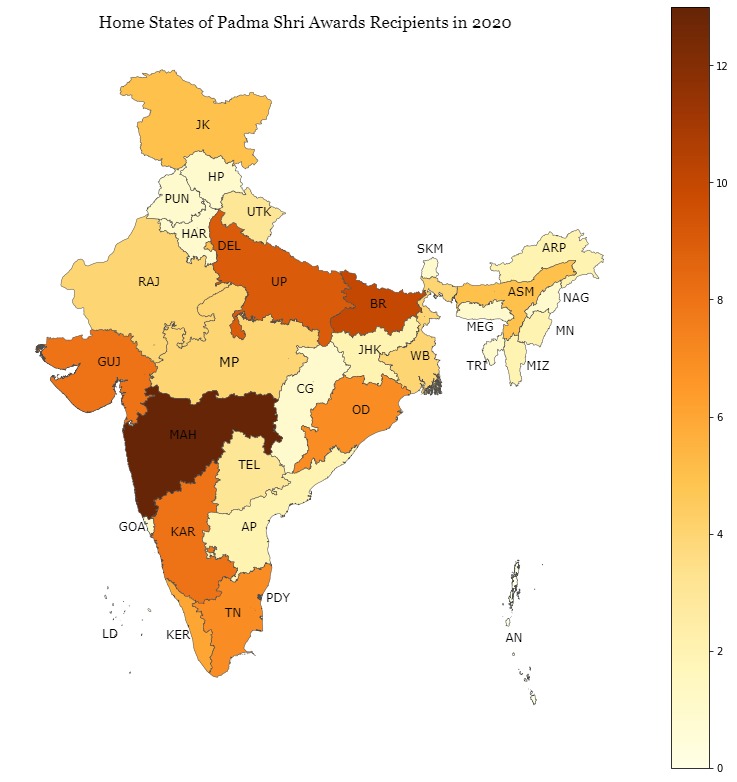 Home States of Padma Shri Awards Recipients in 2020
12
10
8
6
4
2
0
JK
HP
PUN
UTK
HAR
DEL
SKM
ARP
RAJ
UP
BR
ASM
NAG
MEG
MN
GUJ
MP
JHK
WB
TRI
MIZ
CG
OD
MAH
TEL
GOA
KAR
AP
PDY
TN
LD
KER
AN